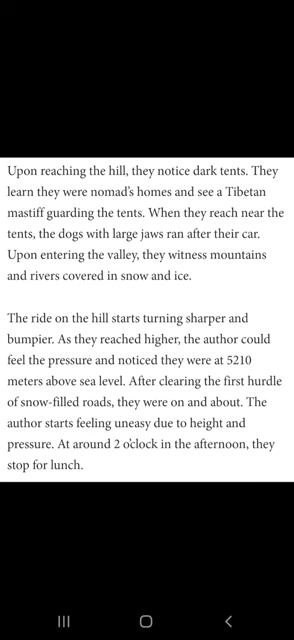 Upon reaching the hill, they notice dark tents. They
learn they were nomad's homes and see a Tibetan
mastiff guarding the tents. When they reach near the
tents, the dogs with large jaws ran after their car.
Upon entering the valley, they witness mountains
and rivers covered in snow and ice.
The ride on the hill starts turning sharper and
bumpier. As they reached higher, the author could
feel the pressure and noticed they were at 5210
meters above sea level. After clearing the first hurdle
of snow-filled roads, they were on and about. The
author starts feeling uneasy due to height and
pressure. At around 2 o'clock in the afternoon, they
stop for lunch.